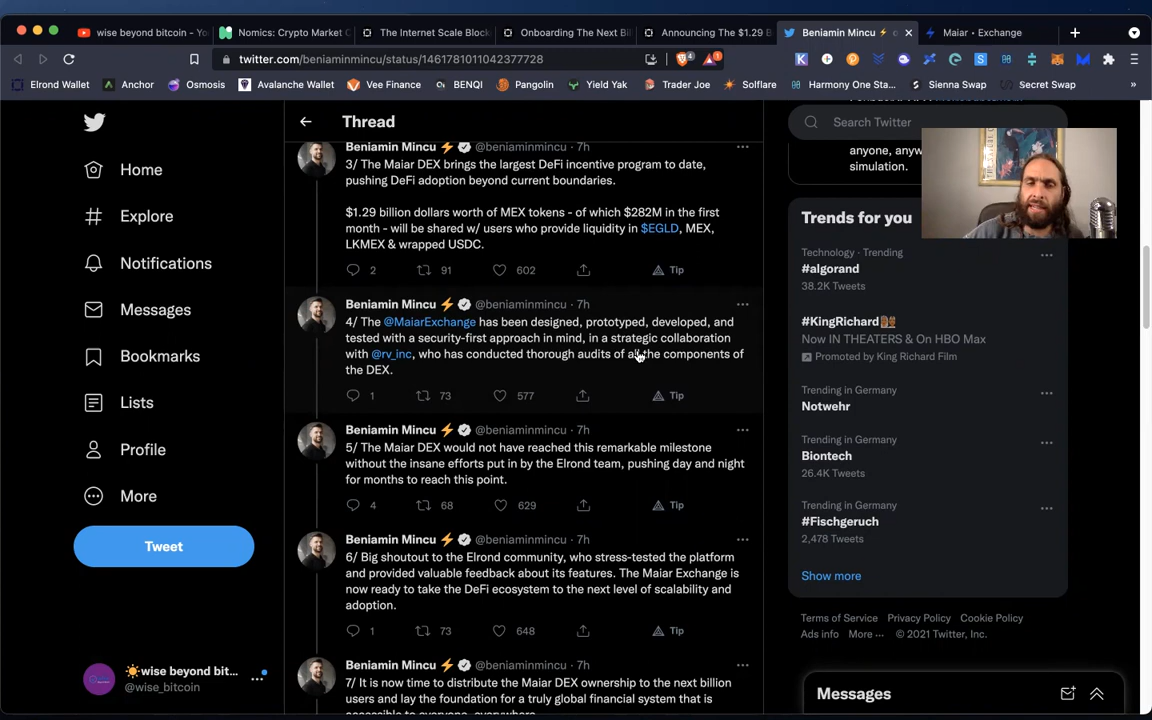 wise beyond bitcoin - Yo
Nomics: Crypto Market C
The Internet Scale Block
Onboarding The Next Bil
Announcing The $1.29 B
Benjamin Mincu ⚡
Maiar • Exchange
twitter.com/beniaminmincu/status/1461781011042377728
4
1
Elrond Wallet
Anchor
Osmosis
Avalanche Wallet
Vee Finance
BENQI
Pangolin
Yield Yak
Trader Joe
Solflare
Harmony One Sta...
Sienna Swap
Secret Swap
»
Thread
Search Twitter
Home
Explore
Notifications
Messages
Bookmarks
Lists
Profile
More
Tweet
wise beyond bit...
@wise_bitcoin
Beniamin Mincu ⚡ @beniaminmincu · 7h
3/ The Maiar DEX brings the largest DeFi incentive program to date,
pushing DeFi adoption beyond current boundaries.
$1.29 billion dollars worth of MEX tokens - of which $282M in the first
month - will be shared w/ users who provide liquidity in $EGLD, MEX,
LKMEX & wrapped USDC.
2 91 602 Tip
Beniamin Mincu ⚡ @beniaminmincu · 7h
4/ The @MaiarExchange has been designed, prototyped, developed, and
tested with a security-first approach in mind, in a strategic collaboration
with @rv_inc, who has conducted thorough audits of all the components of
the DEX.
1 73 577 Tip
Beniamin Mincu ⚡ @beniaminmincu · 7h
5/ The Maiar DEX would not have reached this remarkable milestone
without the insane efforts put in by the Elrond team, pushing day and night
for months to reach this point.
4 68 629 Tip
Beniamin Mincu ⚡ @beniaminmincu · 7h
6/ Big shoutout to the Elrond community, who stress-tested the platform
and provided valuable feedback about its features. The Maiar Exchange is
now ready to take the DeFi ecosystem to the next level of scalability and
adoption.
1 73 648 Tip
Beniamin Mincu ⚡ @beniaminmincu · 7h
7/ It is now time to distribute the Maiar DEX ownership to the next billion
users and lay the foundation for a truly global financial system that is
anyone, anyw
simulation.
Trends for you
Technology · Trending
#algorand
38.2K Tweets
#KingRichard
Now IN THEATERS & On HBO Max
Promoted by King Richard Film
Trending in Germany
Notwehr
Trending in Germany
Biontech
26.4K Tweets
Trending in Germany
#Fischgeruch
2,478 Tweets
Show more
Terms of Service Privacy Policy Cookie Policy
Ads info More ··· © 2021 Twitter, Inc.
Messages